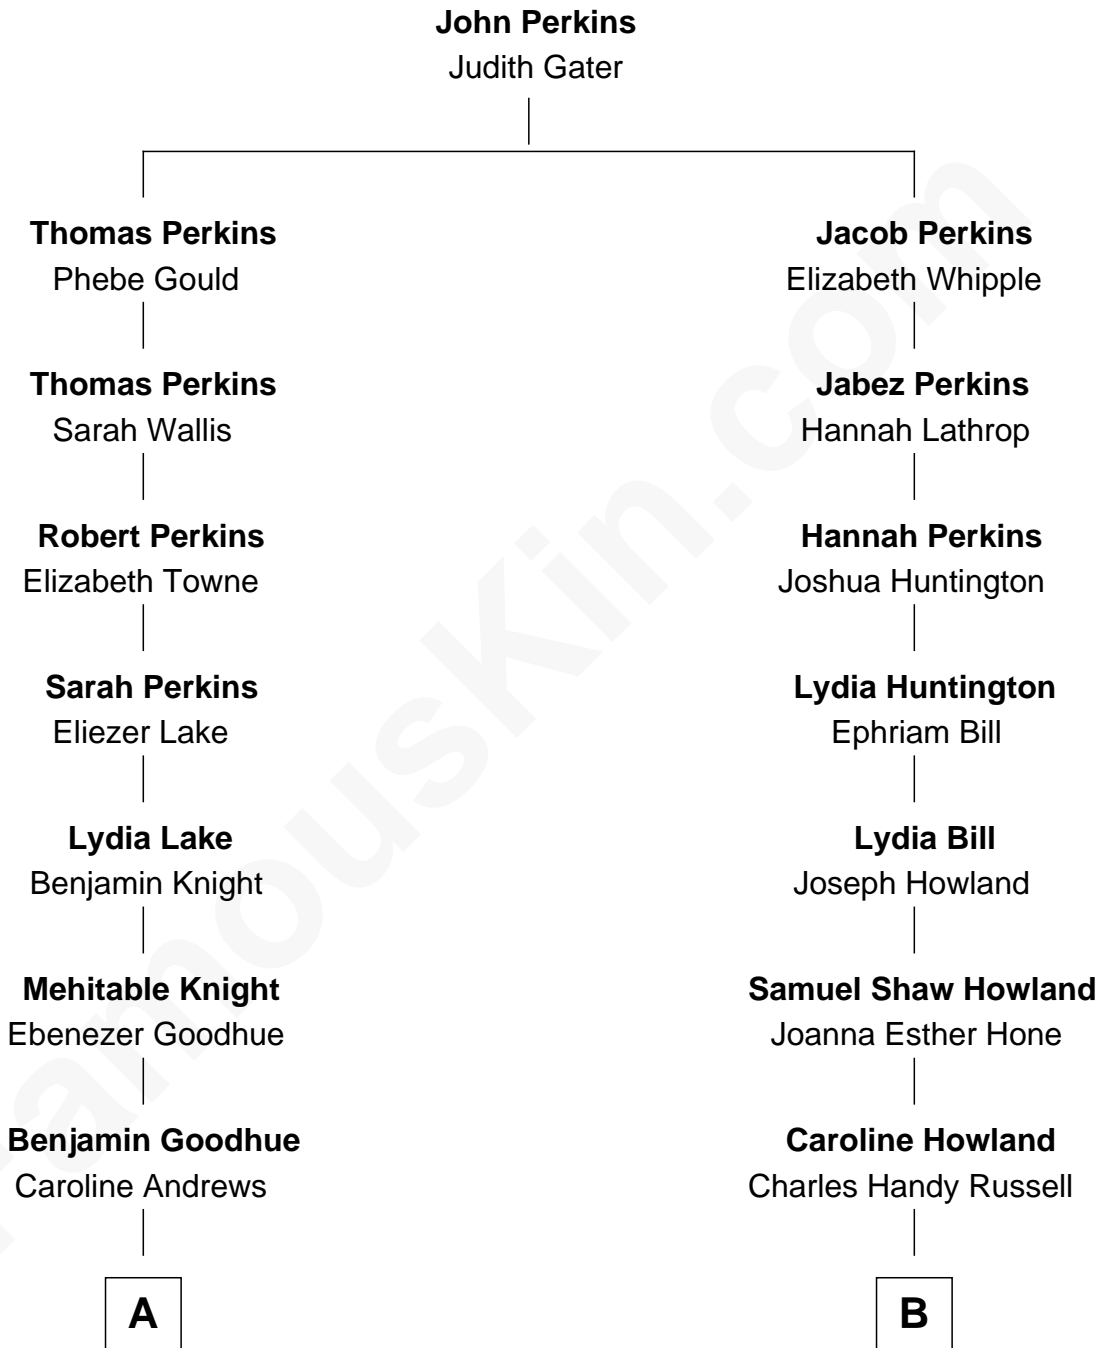 John Perkins
Judith Gater
Thomas Perkins
Phebe Gould
Jacob Perkins
Elizabeth Whipple
Thomas Perkins
Sarah Wallis
Jabez Perkins
Hannah Lathrop
Robert Perkins
Elizabeth Towne
Hannah Perkins
Joshua Huntington
Sarah Perkins
Eliezer Lake
Lydia Huntington
Ephriam Bill
Lydia Lake
Benjamin Knight
Lydia Bill
Joseph Howland
Mehitable Knight
Ebenezer Goodhue
Samuel Shaw Howland
Joanna Esther Hone
Benjamin Goodhue
Caroline Andrews
Caroline Howland
Charles Handy Russell
A
B
FamousKin.com